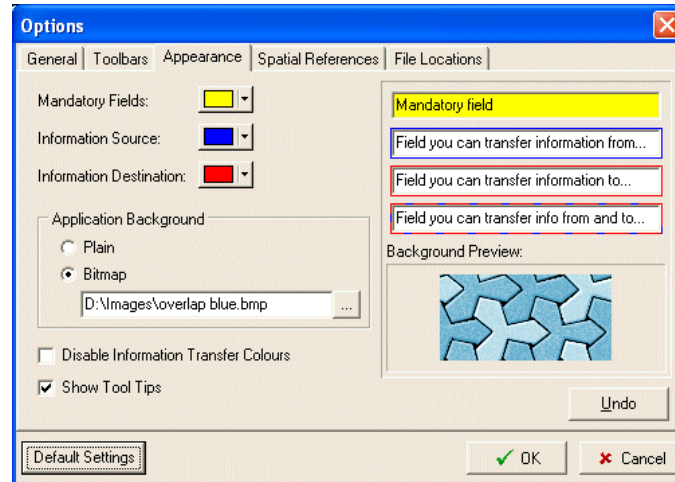 Options
General
Toolbars
Appearance
Spatial References
File Locations
Mandatory Fields:
Information Source:
Information Destination:
Application Background
Plain
Bitmap
D:\Images\overlap blue.bmp
...
Disable Information Transfer Colours
Show Tool Tips
Mandatory field
Field you can transfer information from...
Field you can transfer information to...
Field you can transfer info from and to...
Background Preview:
Undo
Default Settings
OK
Cancel